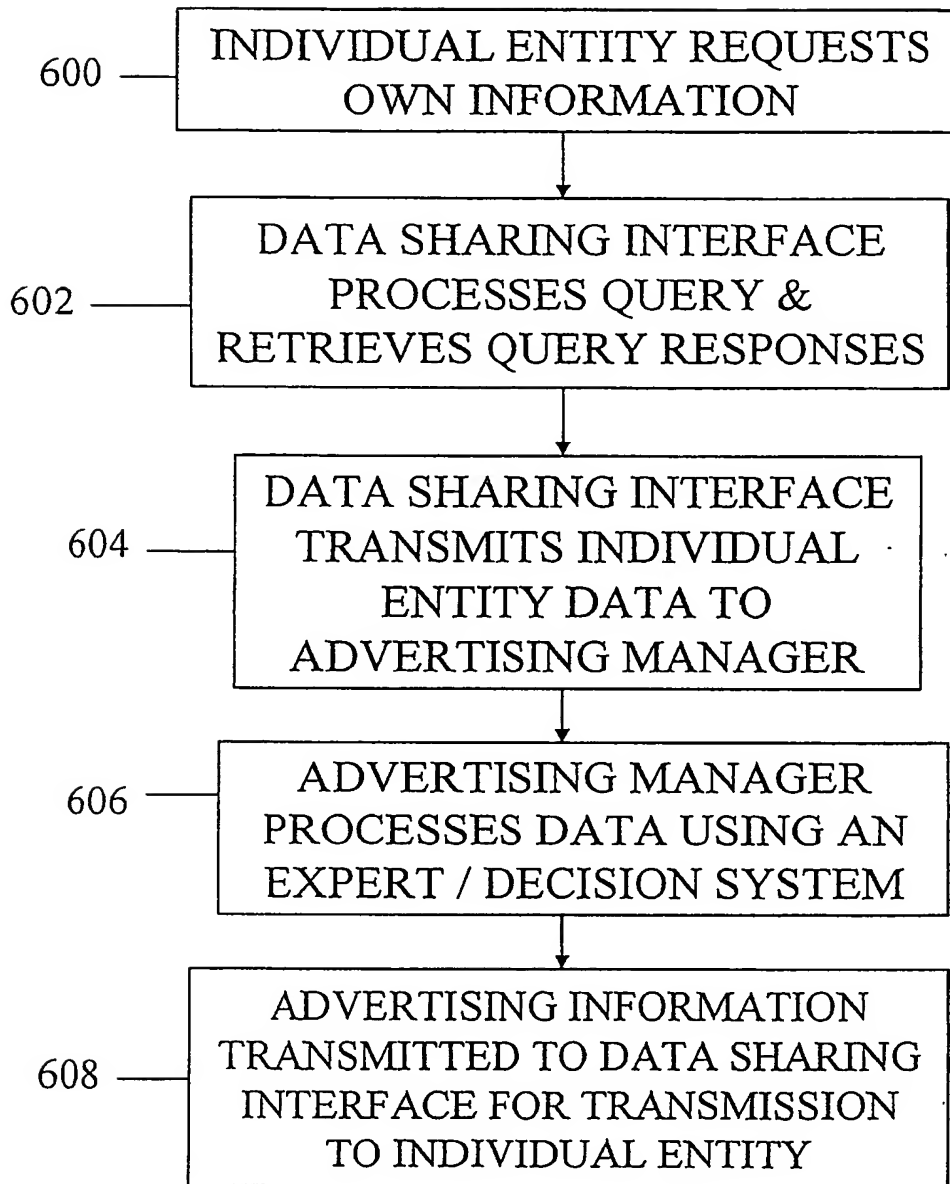 600
INDIVIDUAL ENTITY REQUESTS
OWN INFORMATION
602
DATA SHARING INTERFACE
PROCESSES QUERY &
RETRIEVES QUERY RESPONSES
604
DATA SHARING INTERFACE
TRANSMITS INDIVIDUAL
ENTITY DATA TO
ADVERTISING MANAGER
606
ADVERTISING MANAGER
PROCESSES DATA USING AN
EXPERT / DECISION SYSTEM
608
ADVERTISING INFORMATION
TRANSMITTED TO DATA SHARING
INTERFACE FOR TRANSMISSION
TO INDIVIDUAL ENTITY